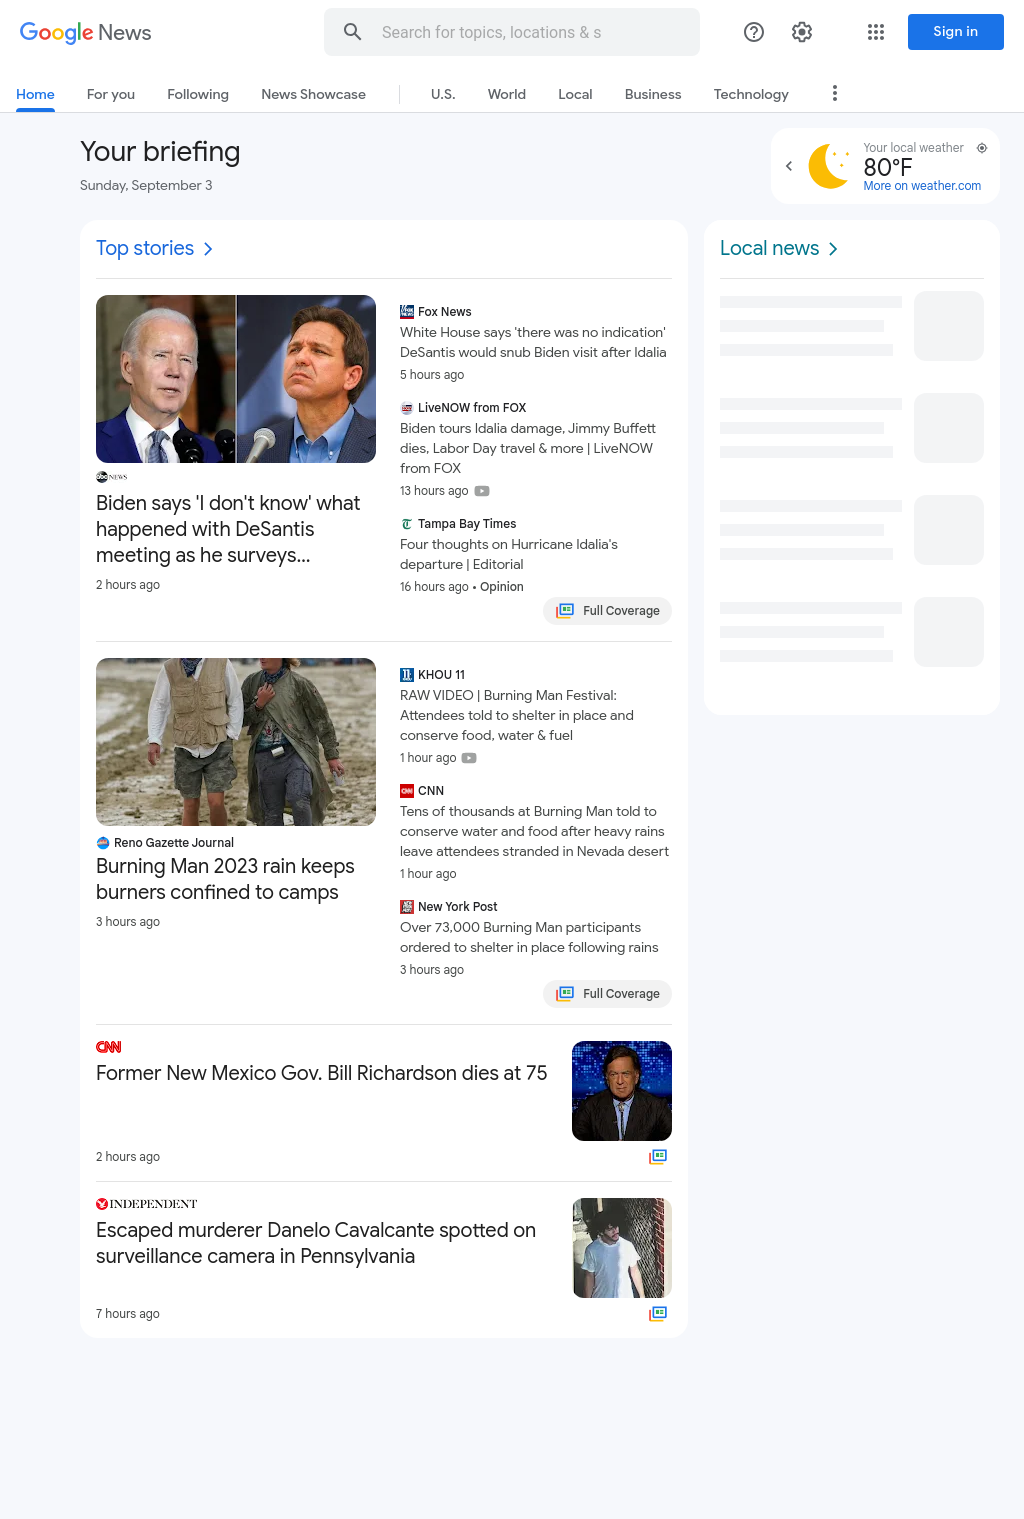 Google News
Search for topics, locations & s
Sign in
Home
For you
Following
News Showcase
U.S.
World
Local
Business
Technology
Your briefing
Sunday, September 3
Your local weather
80°F
More on weather.com
Top stories
abc NEWS
Biden says 'I don't know' what
happened with DeSantis
meeting as he surveys...
2 hours ago
Fox News
White House says 'there was no indication'
DeSantis would snub Biden visit after Idalia
5 hours ago
LiveNOW from FOX
Biden tours Idalia damage, Jimmy Buffett
dies, Labor Day travel & more | LiveNOW
from FOX
13 hours ago
Tampa Bay Times
Four thoughts on Hurricane Idalia's
departure | Editorial
16 hours ago • Opinion
Full Coverage
Reno Gazette Journal
Burning Man 2023 rain keeps
burners confined to camps
3 hours ago
KHOU 11
RAW VIDEO | Burning Man Festival:
Attendees told to shelter in place and
conserve food, water & fuel
1 hour ago
CNN
Tens of thousands at Burning Man told to
conserve water and food after heavy rains
leave attendees stranded in Nevada desert
1 hour ago
New York Post
Over 73,000 Burning Man participants
ordered to shelter in place following rains
3 hours ago
Full Coverage
CNN
Former New Mexico Gov. Bill Richardson dies at 75
2 hours ago
INDEPENDENT
Escaped murderer Danelo Cavalcante spotted on
surveillance camera in Pennsylvania
7 hours ago
Local news